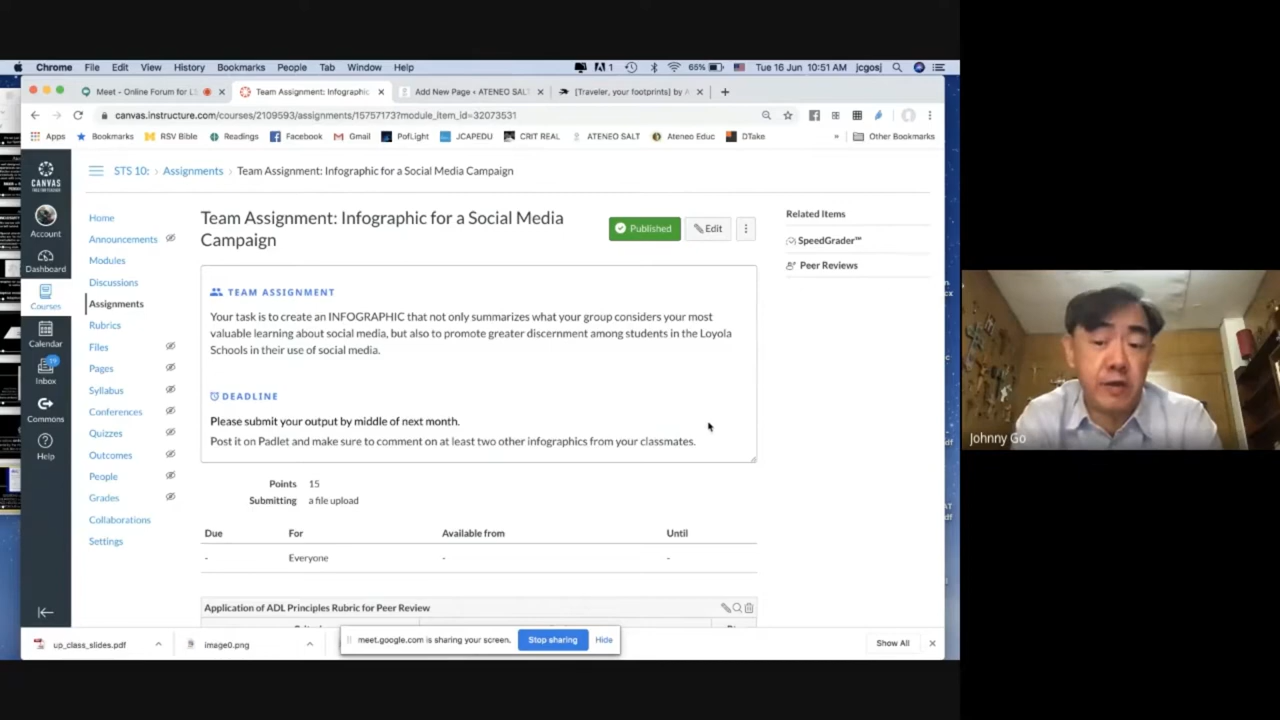 Chrome File Edit View History Bookmarks People Tab Window Help 1 65% Tue 16 Jun 10:51 AM jcgosj
Meet - Online Forum for L Team Assignment: Infographic Add New Page ‹ ATENEO SALT [Traveler, your footprints] by A
canvas.instructure.com/courses/2109593/assignments/15757173?module_item_id=32073531
Apps Bookmarks RSV Bible Readings Facebook Gmail PofLight JCAPEDU CRIT REAL ATENEO SALT Ateneo Educ DTake » Other Bookmarks
CANVAS
Account
Dashboard
Courses
Calendar
Inbox
Commons
Help
STS 10: › Assignments › Team Assignment: Infographic for a Social Media Campaign
Home
Announcements
Modules
Discussions
Assignments
Rubrics
Files
Pages
Syllabus
Conferences
Quizzes
Outcomes
People
Grades
Collaborations
Settings
Team Assignment: Infographic for a Social Media
Campaign
Published Edit
Related Items
SpeedGrader™
Peer Reviews
TEAM ASSIGNMENT
Your task is to create an INFOGRAPHIC that not only summarizes what your group considers your most
valuable learning about social media, but also to promote greater discernment among students in the Loyola
Schools in their use of social media.
DEADLINE
Please submit your output by middle of next month.
Post it on Padlet and make sure to comment on at least two other infographics from your classmates.
Points 15
Submitting a file upload
Due For Available from Until
- Everyone - -
Application of ADL Principles Rubric for Peer Review
up_class_slides.pdf image0.png meet.google.com is sharing your screen. Stop sharing Hide Show All
Johnny Go